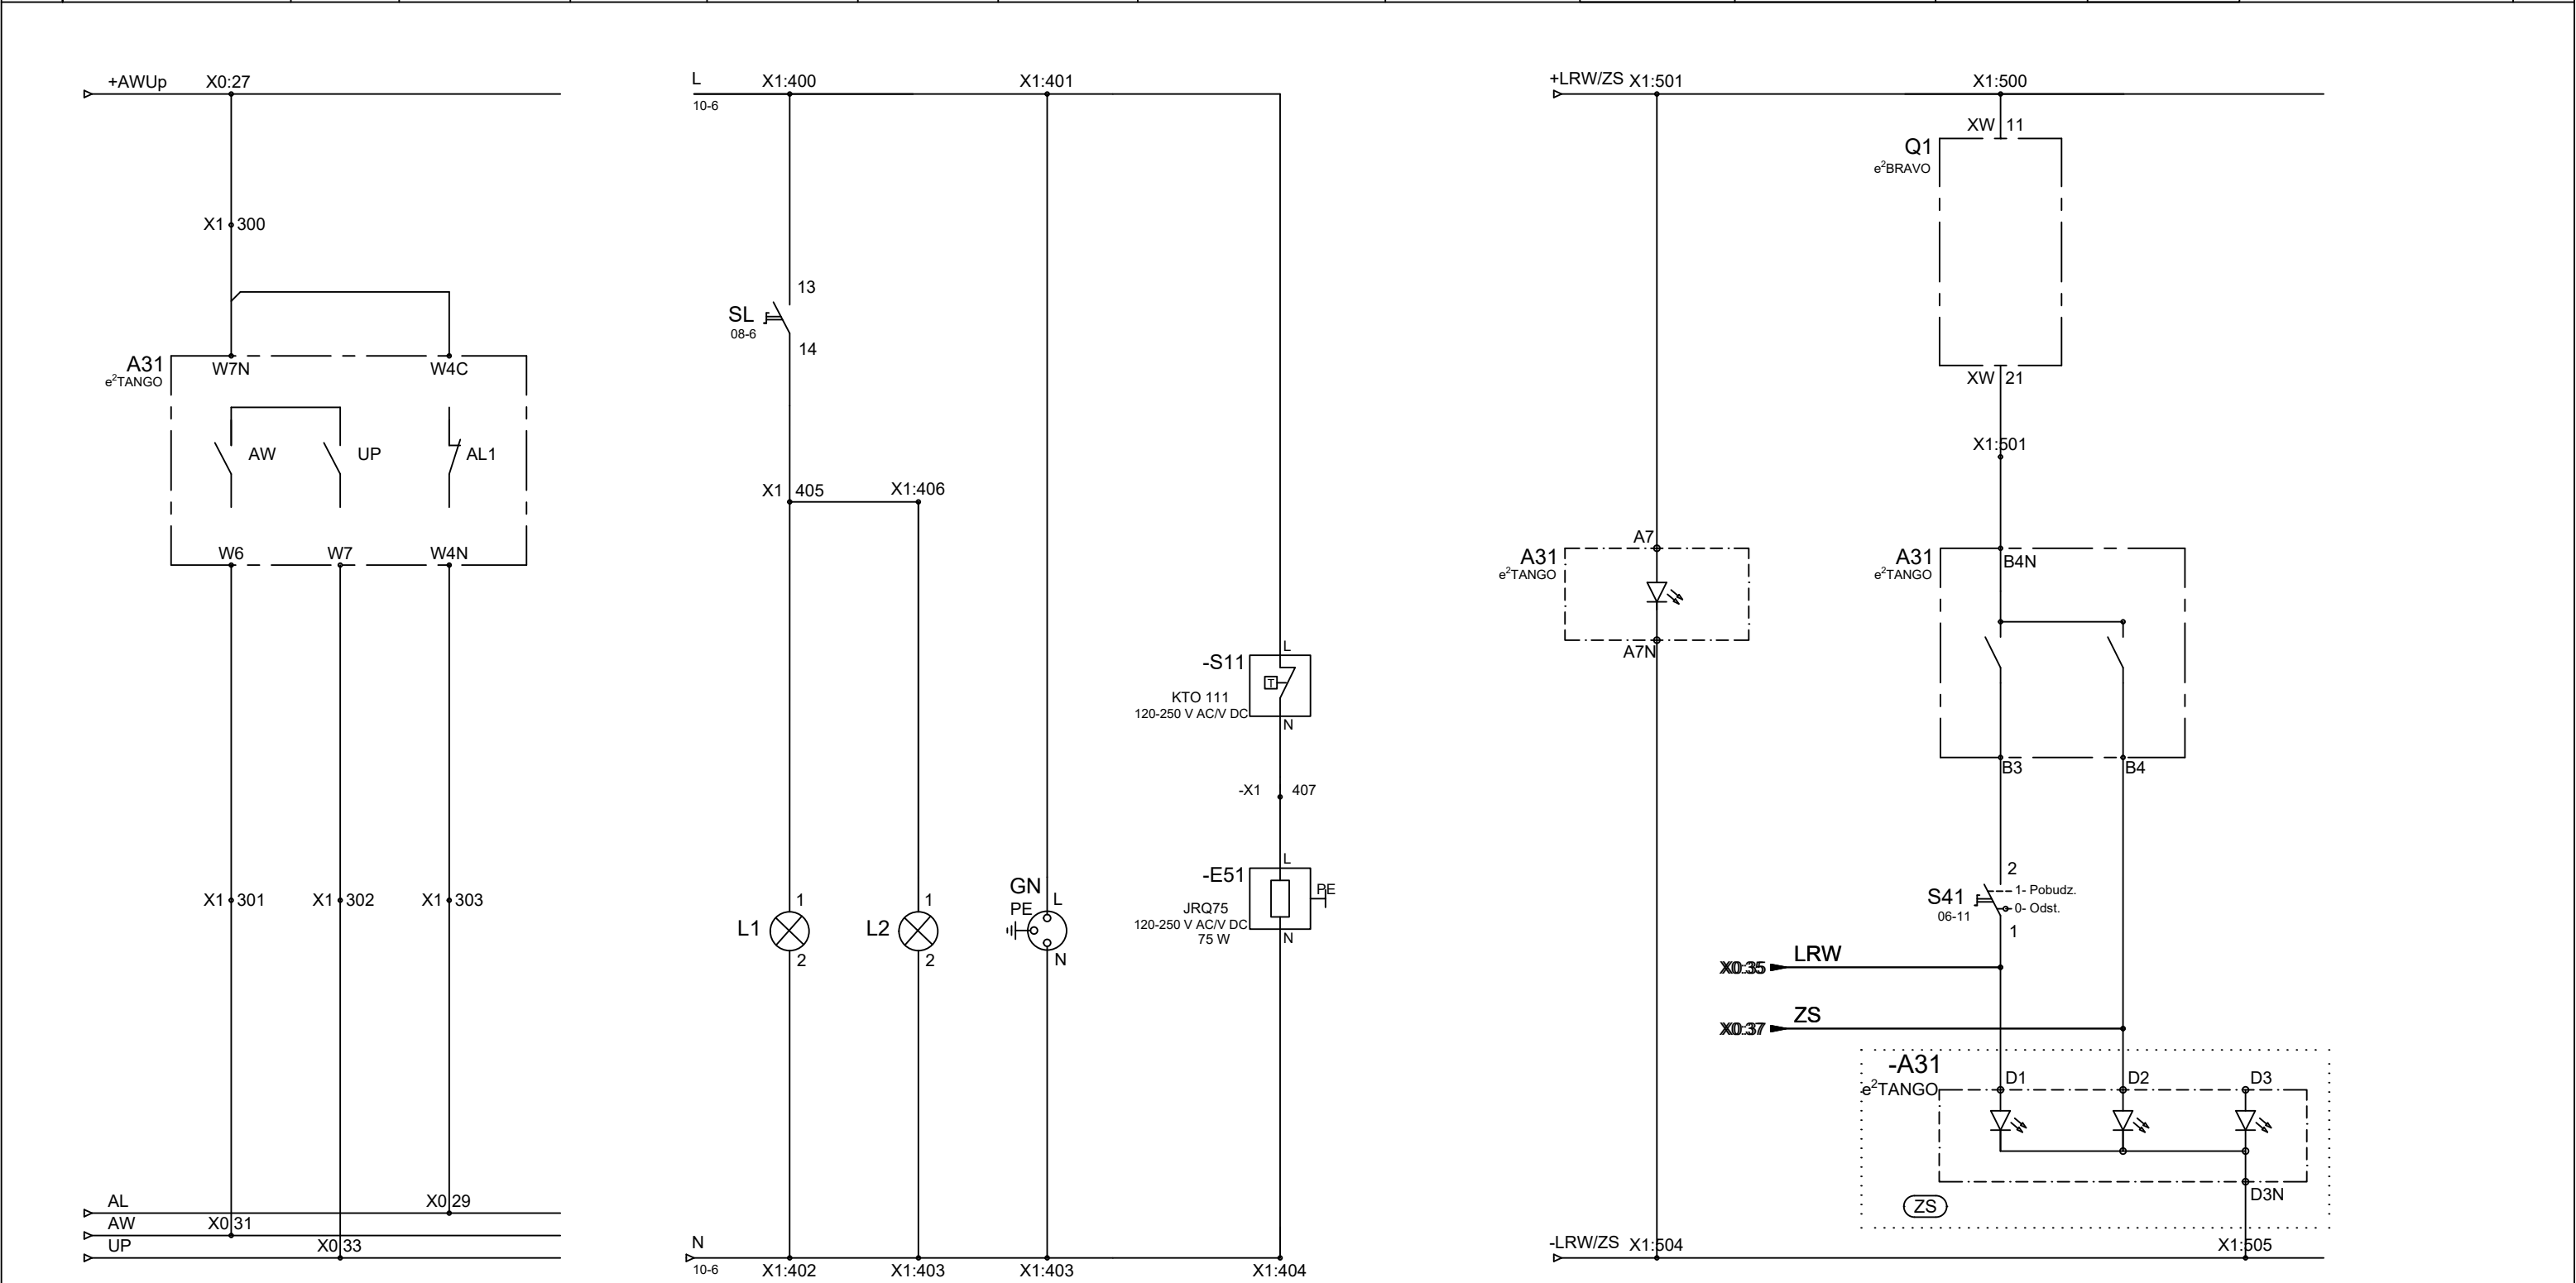 +AWUp X0:27
X1 300
A31
e²TANGO
W7N W4C
AW UP AL1
W6 W7 W4N
X1 301 X1 302 X1 303
AL X0 29
AW X0 31
UP X0 33
L X1:400 X1:401
10-6
13
SL
08-6
14
X1 405 X1:406
L
-S11
KTO 111
120-250 V AC/V DC
N
-X1 407
L
-E51
PE
JRQ75
120-250 V AC/V DC
75 W
N
1 1
L1 L2
2 2
GN L
PE
N
N
10-6 X1:402 X1:403 X1:403 X1:404
+LRW/ZS X1:501 X1:500
XW 11
Q1
e²BRAVO
XW 21
X1:501
A7
A31
e²TANGO
A7N
A31
e²TANGO
B4N
B3 B4
2
S41 1- Pobudz.
06-11 0- Odst.
1
X0:35 LRW
X0:37 ZS
-A31
e²TANGO
D1 D2 D3
D3N
ZS
-LRW/ZS X1:504 X1:505